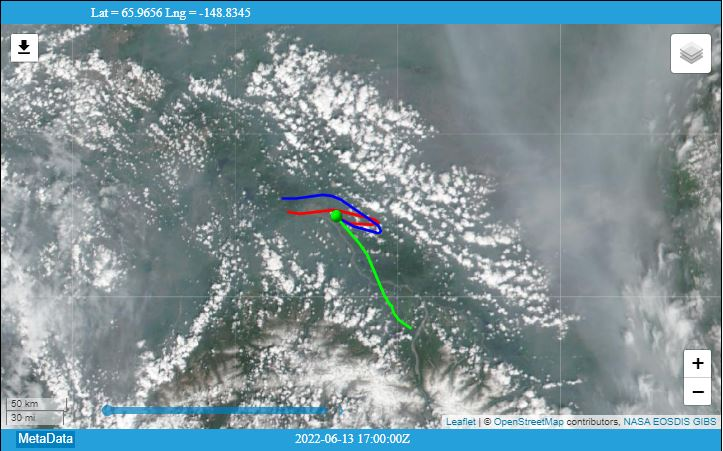 Lat = 65.9656 Lng = -148.8345
+
−
50 km
30 mi
Leaflet | © OpenStreetMap contributors, NASA EOSDIS GIBS
MetaData
2022-06-13 17:00:00Z